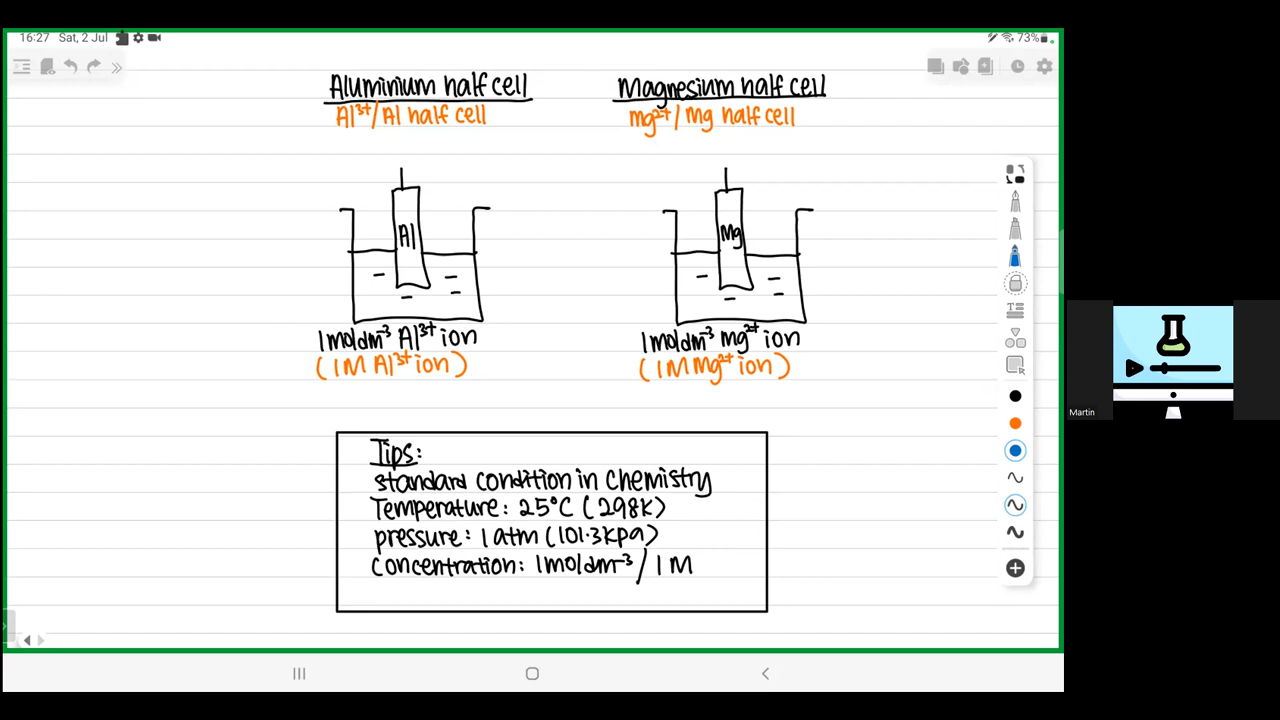 16:27 Sat, 2 Jul
73%
Aluminium half cell
Al³⁺/Al half cell
Magnesium half cell
Mg²⁺/Mg half cell
Al
Mg
1moldm⁻³ Al³⁺ ion
(1M Al³⁺ ion)
1moldm⁻³ Mg²⁺ ion
(1M Mg²⁺ ion)
Tips:
standard condition in chemistry
Temperature: 25°C (298K)
pressure: 1 atm (101.3kpa)
concentration: 1moldm⁻³/1M
Martin